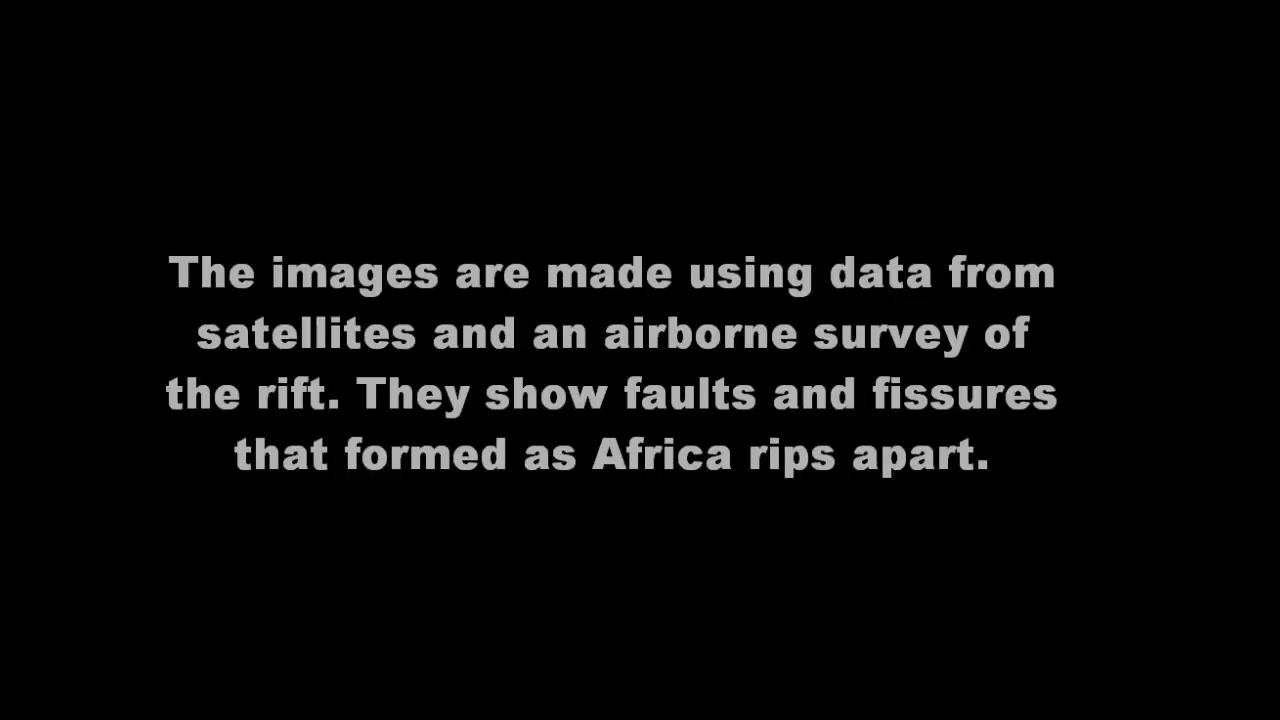 The images are made using data from
satellites and an airborne survey of
the rift. They show faults and fissures
that formed as Africa rips apart.